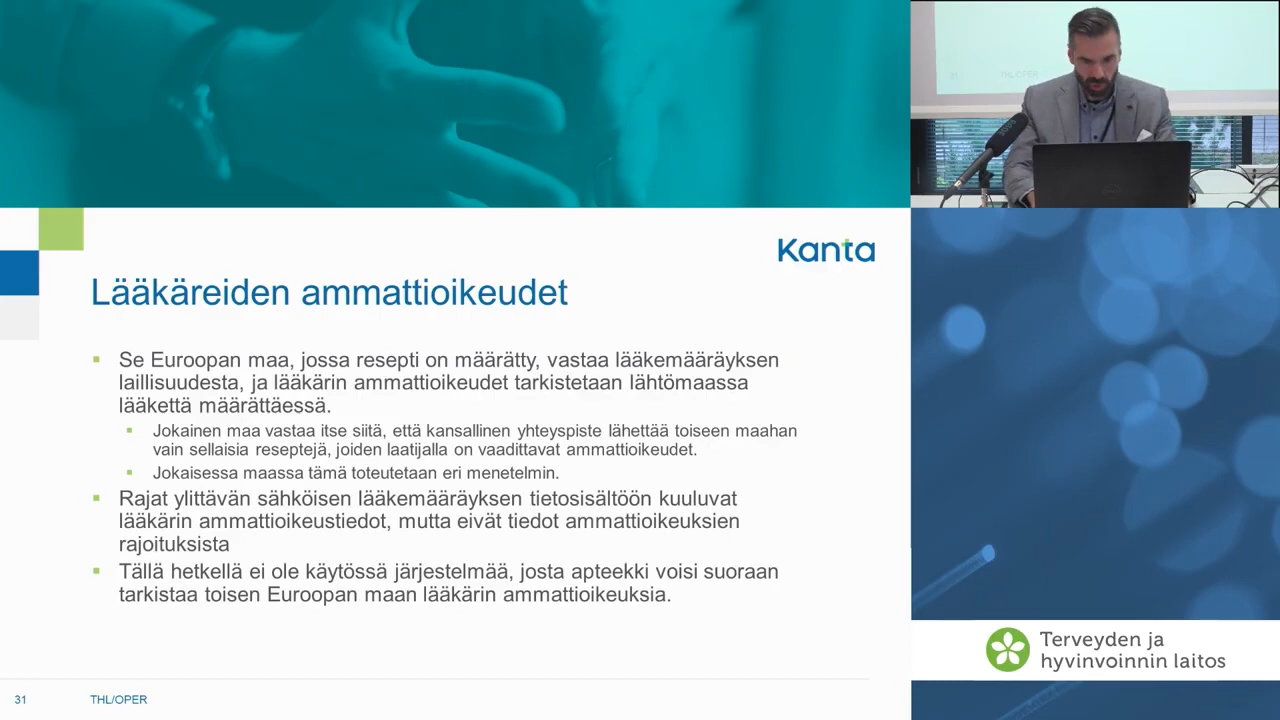 Kanta
Lääkäreiden ammattioikeudet
Se Euroopan maa, jossa resepti on määrätty, vastaa lääkemääräyksen
laillisuudesta, ja lääkärin ammattioikeudet tarkistetaan lähtömaassa
lääkettä määrättäessä.
Jokainen maa vastaa itse siitä, että kansallinen yhteyspiste lähettää toiseen maahan
vain sellaisia reseptejä, joiden laatijalla on vaadittavat ammattioikeudet.
Jokaisessa maassa tämä toteutetaan eri menetelmin.
Rajat ylittävän sähköisen lääkemääräyksen tietosisältöön kuuluvat
lääkärin ammattioikeustiedot, mutta eivät tiedot ammattioikeuksien
rajoituksista
Tällä hetkellä ei ole käytössä järjestelmää, josta apteekki voisi suoraan
tarkistaa toisen Euroopan maan lääkärin ammattioikeuksia.
31 THL/OPER
31 THL/OPER
Terveyden ja
hyvinvoinnin laitos